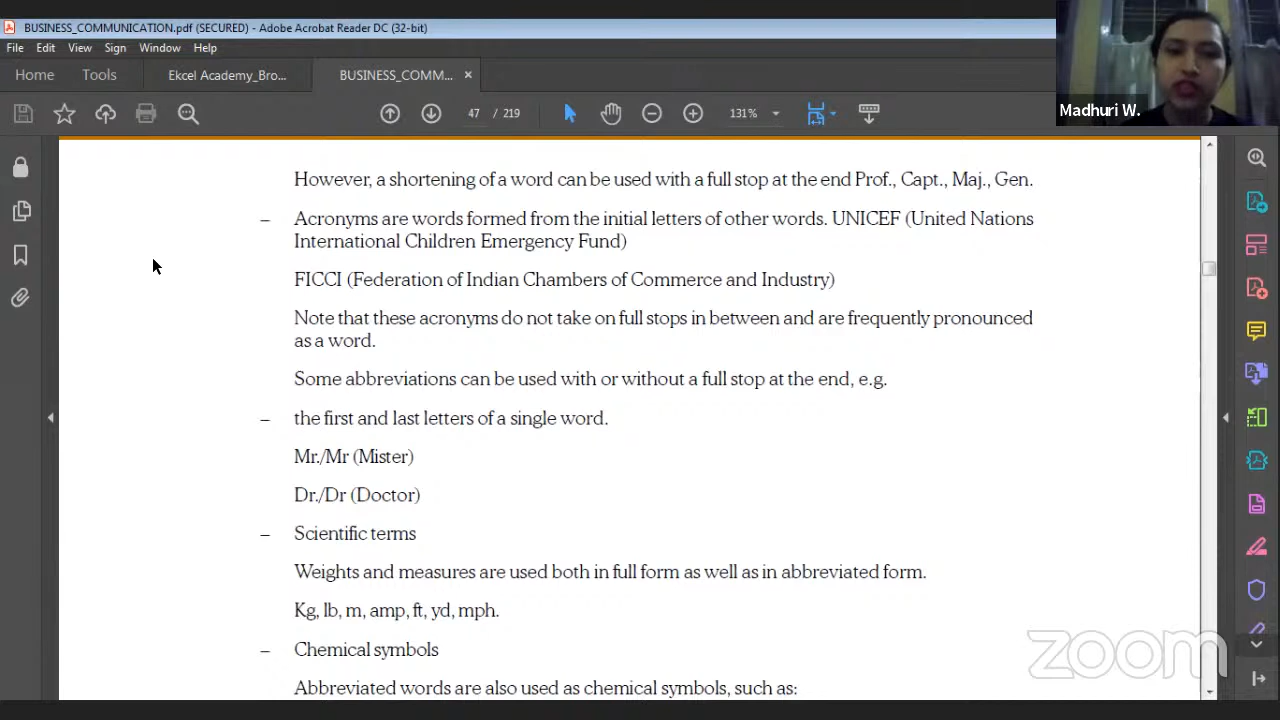 BUSINESS_COMMUNICATION.pdf (SECURED) - Adobe Acrobat Reader DC (32-bit)
File Edit View Sign Window Help
Home Tools Ekcel Academy_Bro... BUSINESS_COMM... ×
47 / 219 131%
Madhuri W.
However, a shortening of a word can be used with a full stop at the end Prof., Capt., Maj., Gen.
– Acronyms are words formed from the initial letters of other words. UNICEF (United Nations
International Children Emergency Fund)
FICCI (Federation of Indian Chambers of Commerce and Industry)
Note that these acronyms do not take on full stops in between and are frequently pronounced
as a word.
Some abbreviations can be used with or without a full stop at the end, e.g.
– the first and last letters of a single word.
Mr./Mr (Mister)
Dr./Dr (Doctor)
– Scientific terms
Weights and measures are used both in full form as well as in abbreviated form.
Kg, lb, m, amp, ft, yd, mph.
– Chemical symbols
Abbreviated words are also used as chemical symbols, such as:
zoom